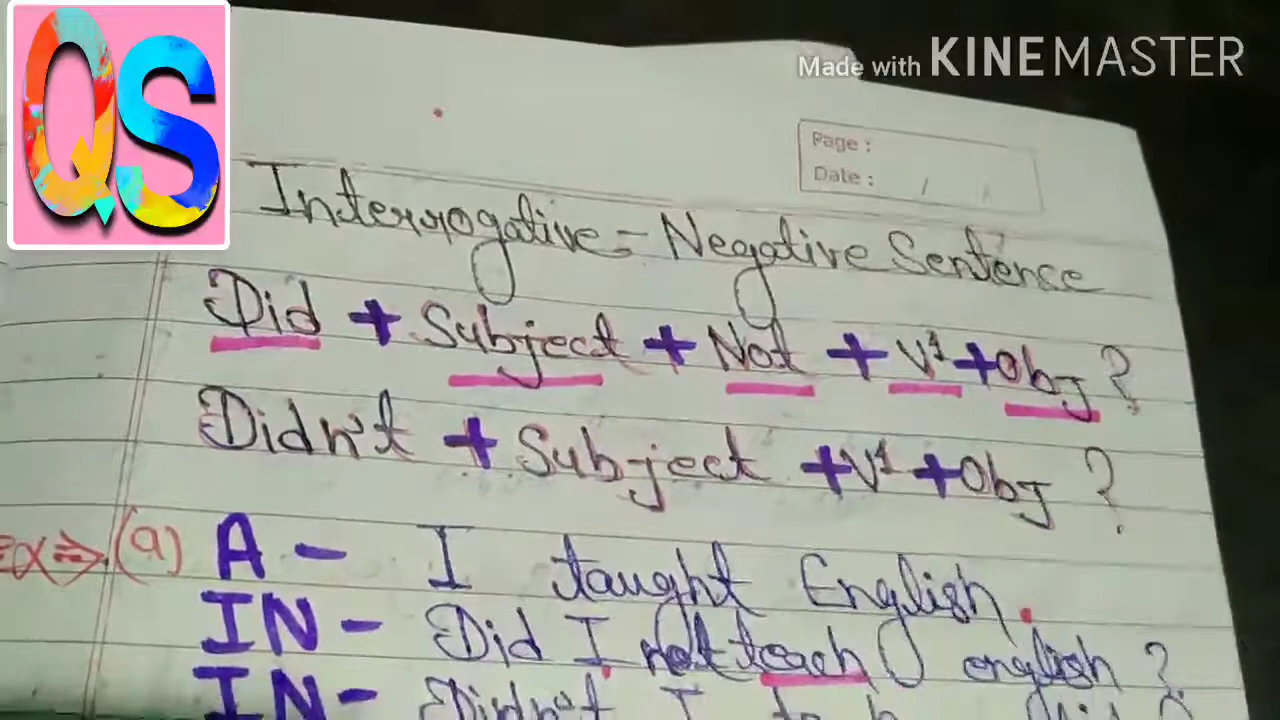 QS
Made with KINEMASTER
Page :
Date : / /
Interrogative - Negative Sentence
Did + Subject + Not + V¹ + Obj ?
Didn't + Subject + V¹ + Obj ?
Ex ⇒ (a) A - I taught English.
IN - Did I not teach english ?
IN - Didn't I